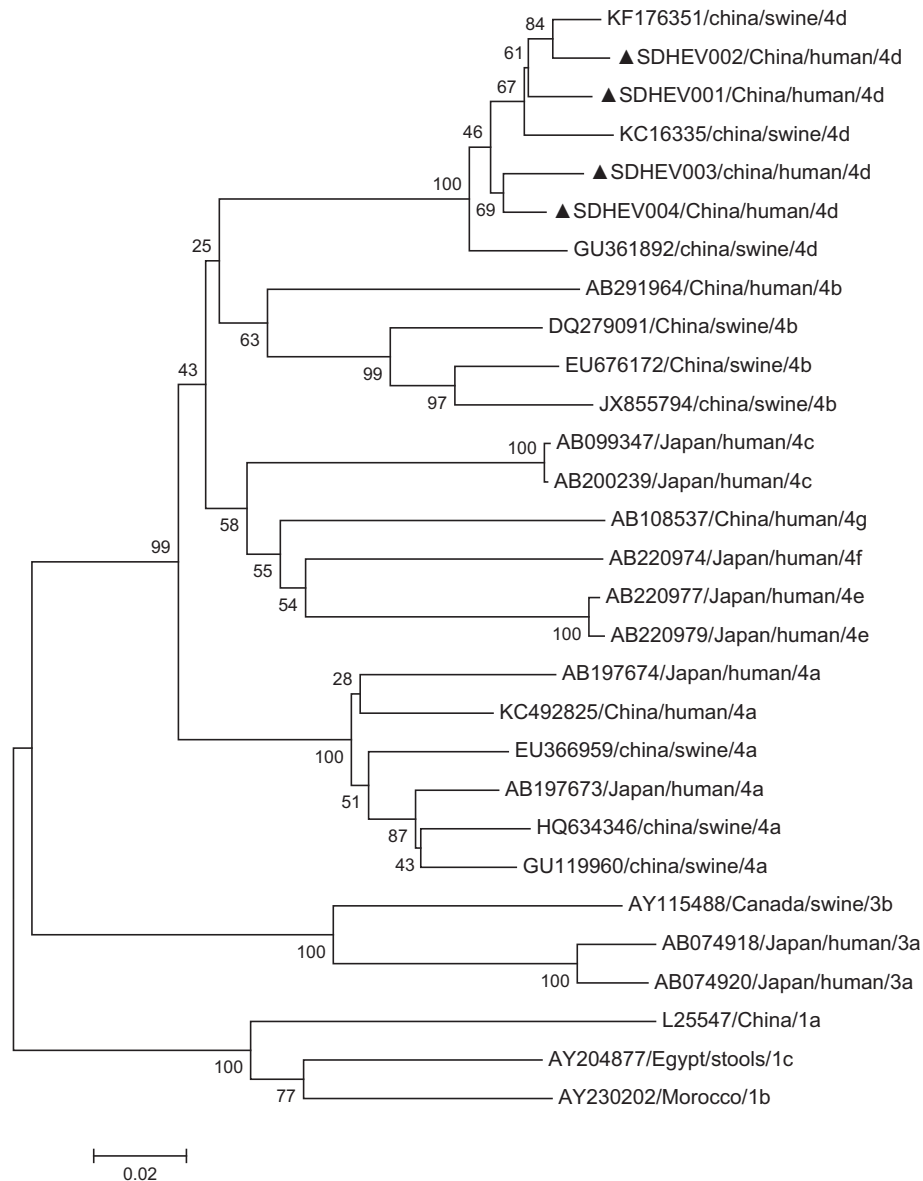 84
KF176351/china/swine/4d
▲SDHEV002/China/human/4d
61
▲SDHEV001/China/human/4d
67
KC16335/china/swine/4d
46
▲SDHEV003/china/human/4d
100
69
▲SDHEV004/China/human/4d
GU361892/china/swine/4d
25
AB291964/China/human/4b
63
DQ279091/China/swine/4b
99
EU676172/China/swine/4b
43
97
JX855794/china/swine/4b
100
AB099347/Japan/human/4c
AB200239/Japan/human/4c
58
AB108537/China/human/4g
99
55
AB220974/Japan/human/4f
54
AB220977/Japan/human/4e
100
AB220979/Japan/human/4e
28
AB197674/Japan/human/4a
KC492825/China/human/4a
100
EU366959/china/swine/4a
51
AB197673/Japan/human/4a
87
HQ634346/china/swine/4a
43
GU119960/china/swine/4a
AY115488/Canada/swine/3b
100
AB074918/Japan/human/3a
100
AB074920/Japan/human/3a
L25547/China/1a
100
AY204877/Egypt/stools/1c
77
AY230202/Morocco/1b
0.02